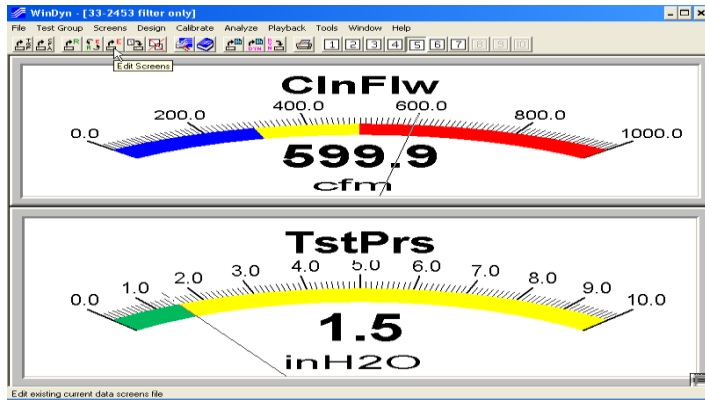 WinDyn - [33-2453 filter only]
File Test Group Screens Design Calibrate Analyze Playback Tools Window Help
1 2 3 4 5 6 7 8 9 10
Edit Screens
ClnFlw
0.0 200.0 400.0 600.0 800.0 1000.0
599.9
cfm
TstPrs
0.0 1.0 2.0 3.0 4.0 5.0 6.0 7.0 8.0 9.0 10.0
1.5
inH2O
Edit existing current data screens file